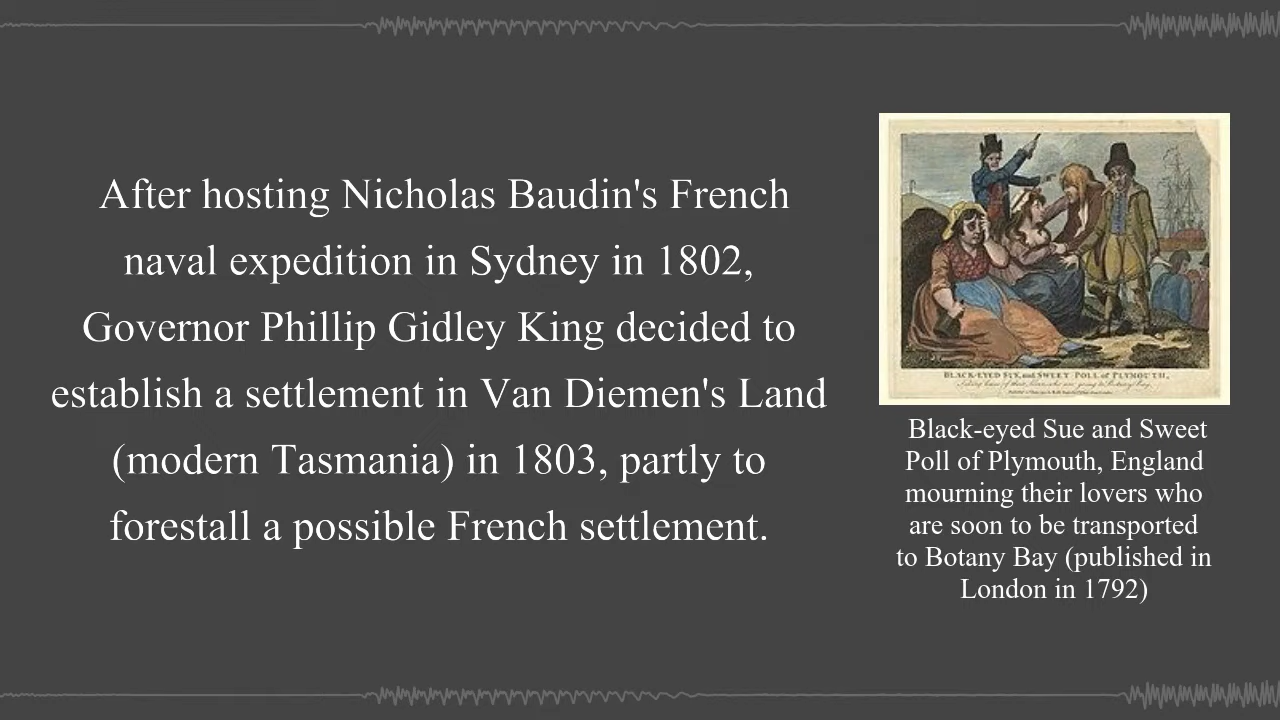 After hosting Nicholas Baudin's French
naval expedition in Sydney in 1802,
Governor Phillip Gidley King decided to
establish a settlement in Van Diemen's Land
(modern Tasmania) in 1803, partly to
forestall a possible French settlement.
BLACK-EYED SUE, and SWEET POLL of PLYMOUTH,
Black-eyed Sue and Sweet
Poll of Plymouth, England
mourning their lovers who
are soon to be transported
to Botany Bay (published in
London in 1792)